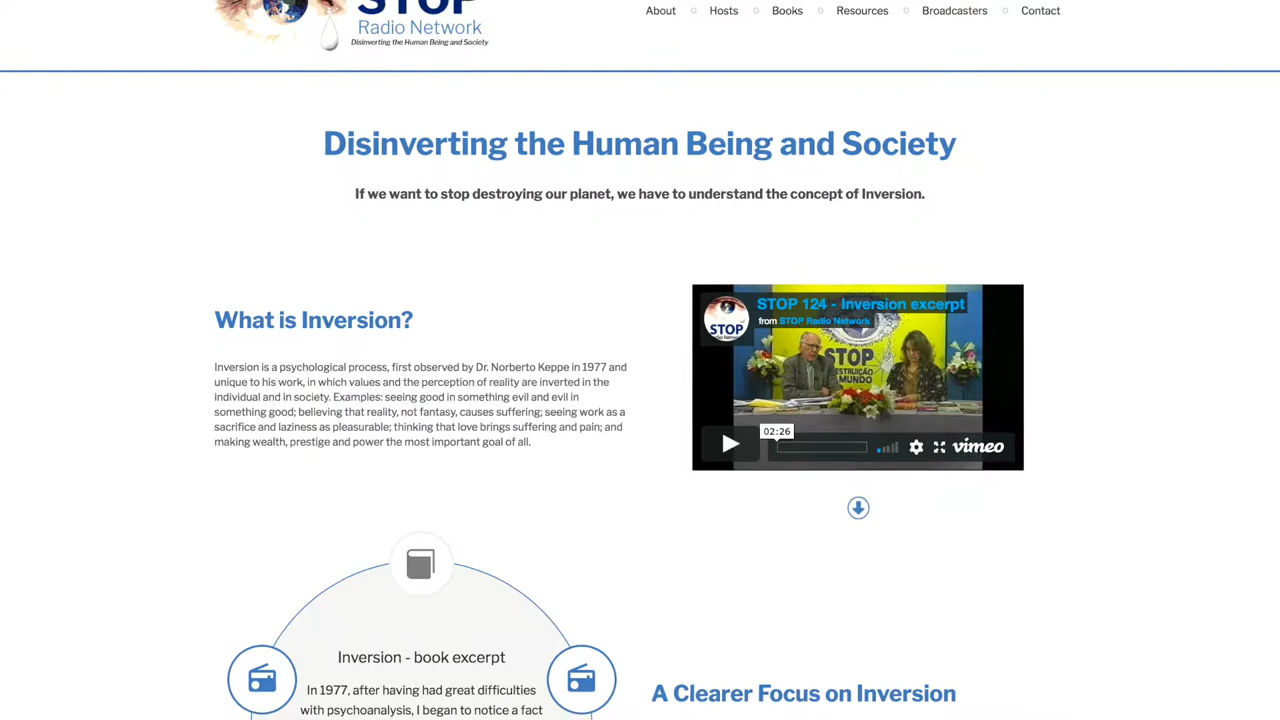 STOP
Radio Network
Disinverting the Human Being and Society
About
Hosts
Books
Resources
Broadcasters
Contact
Disinverting the Human Being and Society
If we want to stop destroying our planet, we have to understand the concept of Inversion.
What is Inversion?
Inversion is a psychological process, first observed by Dr. Norberto Keppe in 1977 and
unique to his work, in which values and the perception of reality are inverted in the
individual and in society. Examples: seeing good in something evil and evil in
something good; believing that reality, not fantasy, causes suffering; seeing work as a
sacrifice and laziness as pleasurable; thinking that love brings suffering and pain; and
making wealth, prestige and power the most important goal of all.
STOP 124 - Inversion excerpt
from STOP Radio Network
STOP
STOP
MUNDO
02:26
vimeo
Inversion - book excerpt
In 1977, after having had great difficulties
with psychoanalysis, I began to notice a fact
A Clearer Focus on Inversion